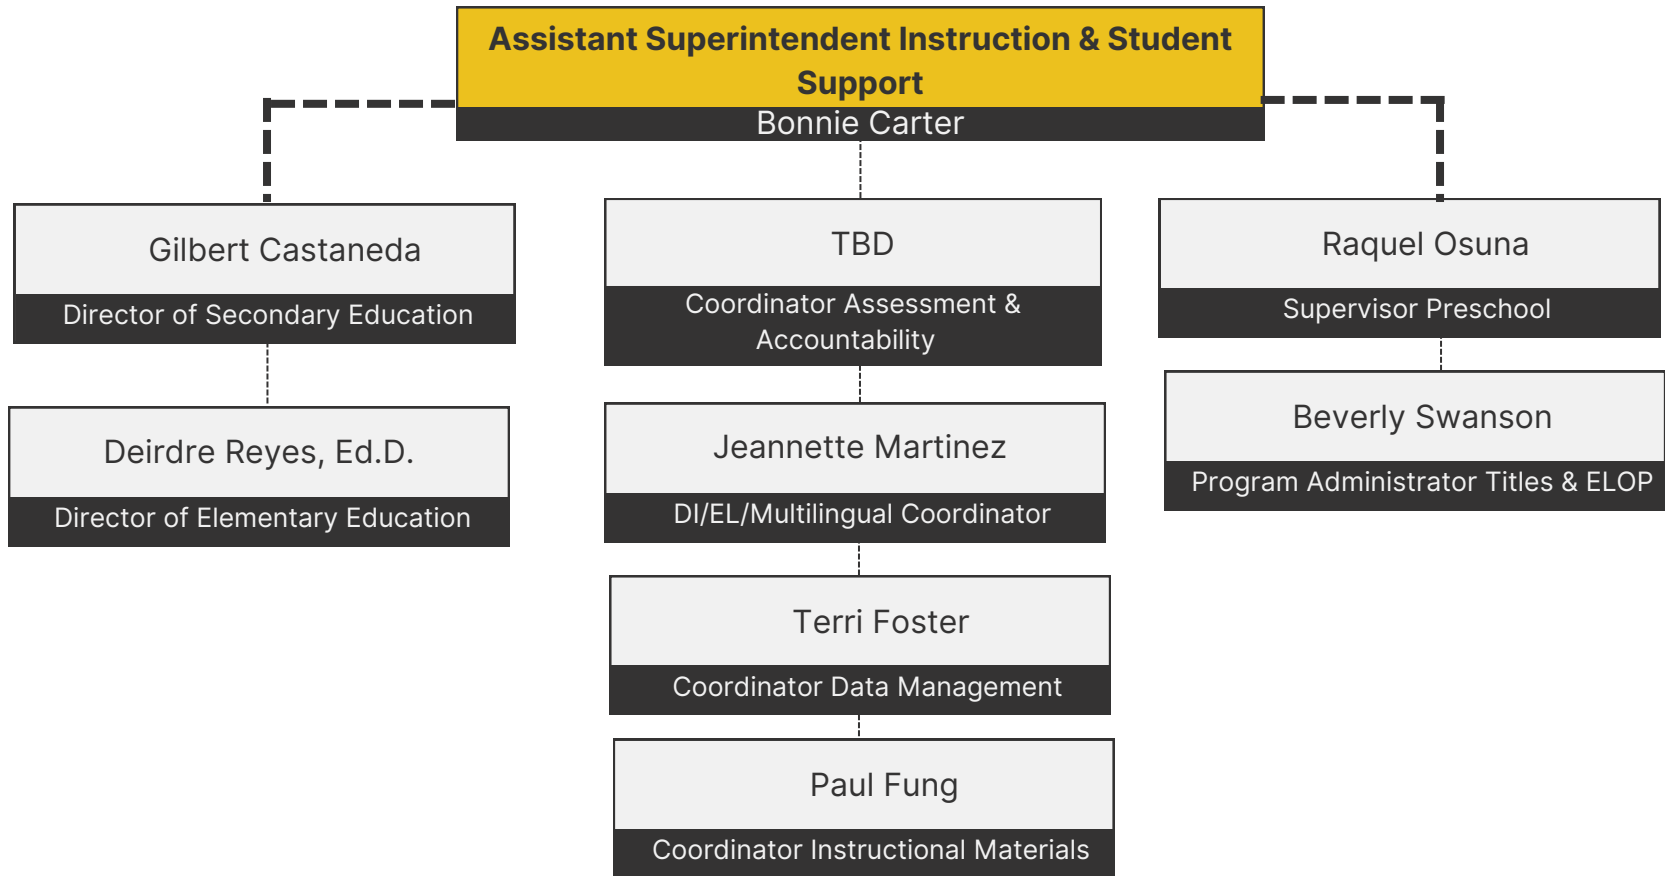 Assistant Superintendent Instruction & Student
Support
Bonnie Carter
Gilbert Castaneda
Director of Secondary Education
Deirdre Reyes, Ed.D.
Director of Elementary Education
TBD
Coordinator Assessment &
Accountability
Jeannette Martinez
DI/EL/Multilingual Coordinator
Terri Foster
Coordinator Data Management
Paul Fung
Coordinator Instructional Materials
Raquel Osuna
Supervisor Preschool
Beverly Swanson
Program Administrator Titles & ELOP